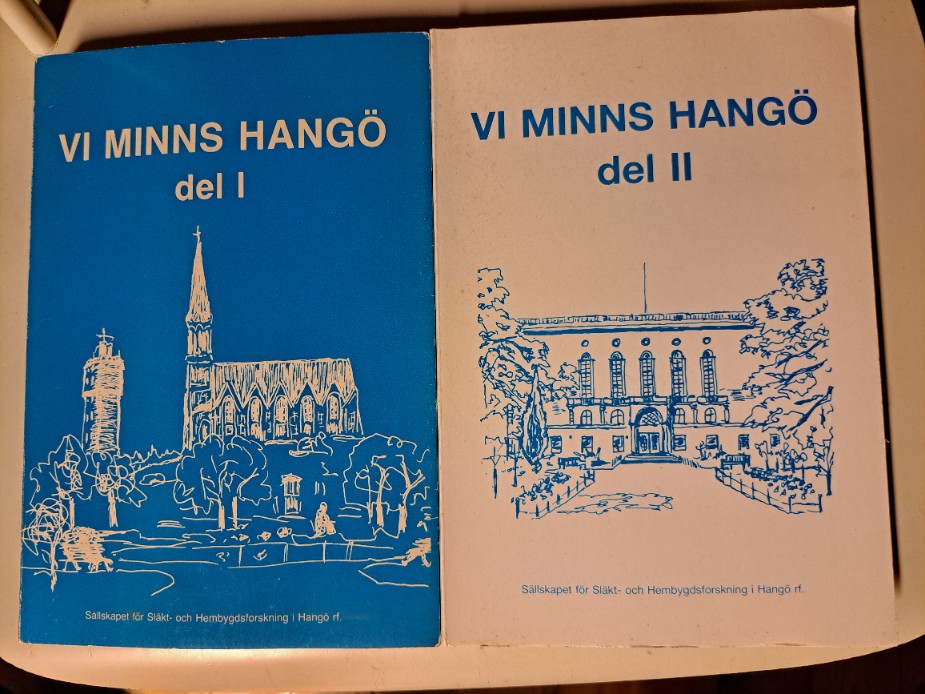 VI MINNS HANGÖ
del I
Sällskapet för Släkt- och Hembygdsforskning i Hangö rf.
VI MINNS HANGÖ
del II
Sällskapet för Släkt- och Hembygdsforskning i Hangö rf.